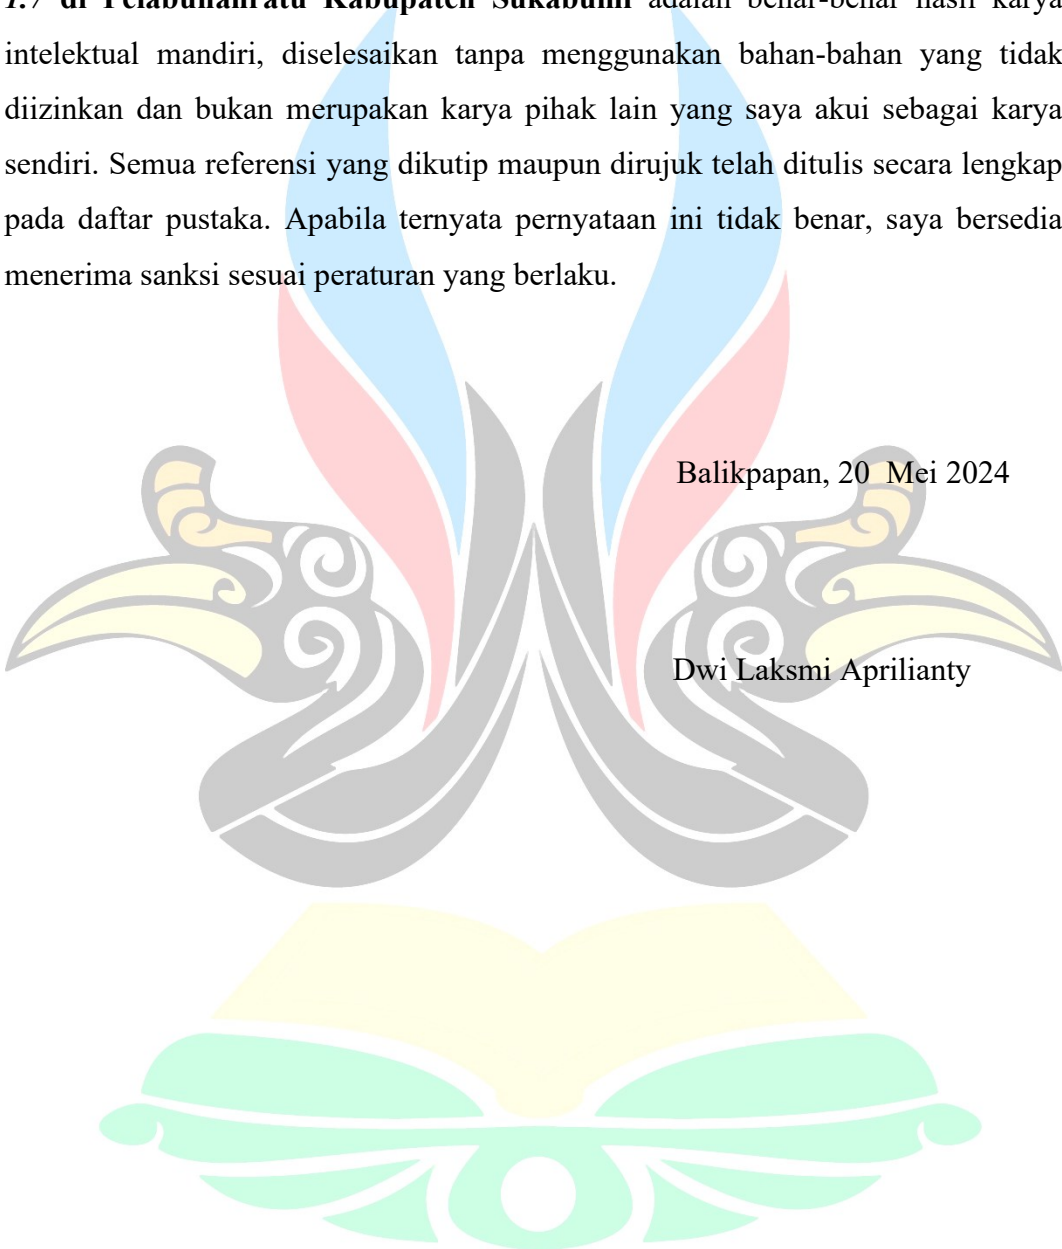 1.7 di Pelabuhanratu Kabupaten Sukabumi adalah benar-benar hasil karya
intelektual mandiri, diselesaikan tanpa menggunakan bahan-bahan yang tidak
diizinkan dan bukan merupakan karya pihak lain yang saya akui sebagai karya
sendiri. Semua referensi yang dikutip maupun dirujuk telah ditulis secara lengkap
pada daftar pustaka. Apabila ternyata pernyataan ini tidak benar, saya bersedia
menerima sanksi sesuai peraturan yang berlaku.
Balikpapan, 20 Mei 2024
Dwi Laksmi Aprilianty